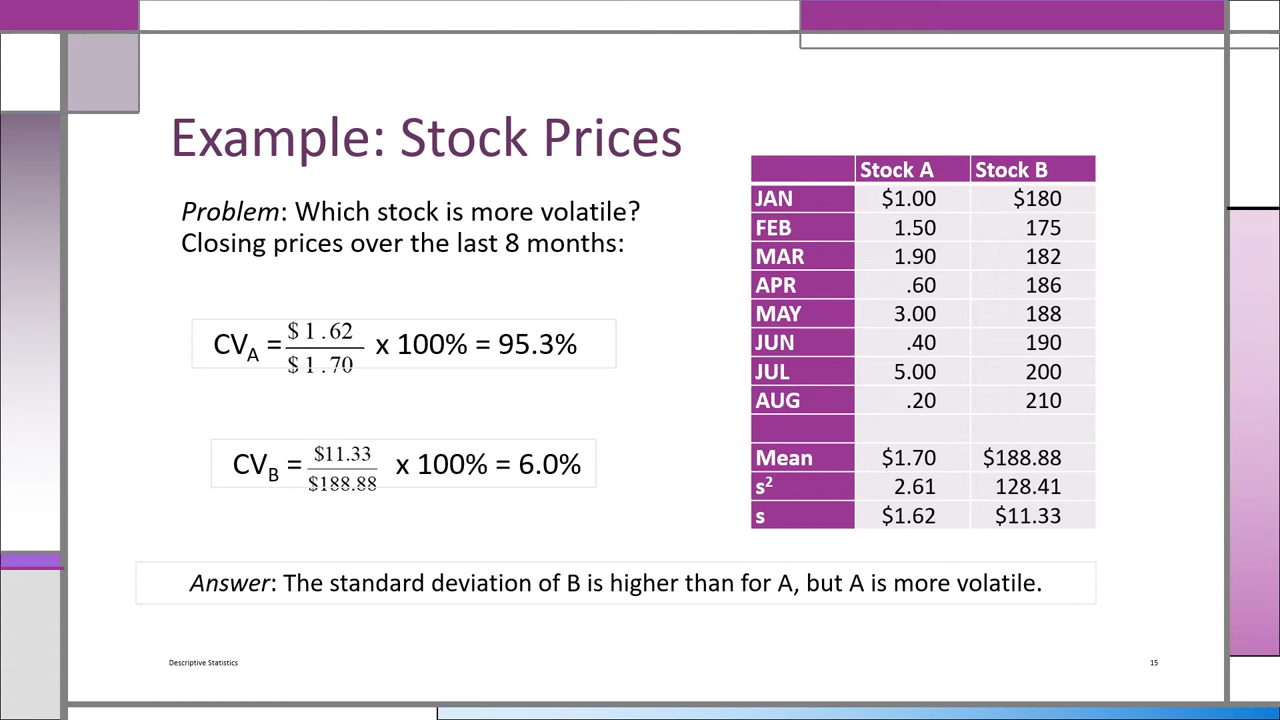 Example: Stock Prices
Problem: Which stock is more volatile?
Closing prices over the last 8 months:
CVA = $ 1 . 62 / $ 1 . 70 x 100% = 95.3%
CVB = $11.33 / $188.88 x 100% = 6.0%
Stock A Stock B
JAN $1.00 $180
FEB 1.50 175
MAR 1.90 182
APR .60 186
MAY 3.00 188
JUN .40 190
JUL 5.00 200
AUG .20 210
Mean $1.70 $188.88
s² 2.61 128.41
s $1.62 $11.33
Answer: The standard deviation of B is higher than for A, but A is more volatile.
Descriptive Statistics
15